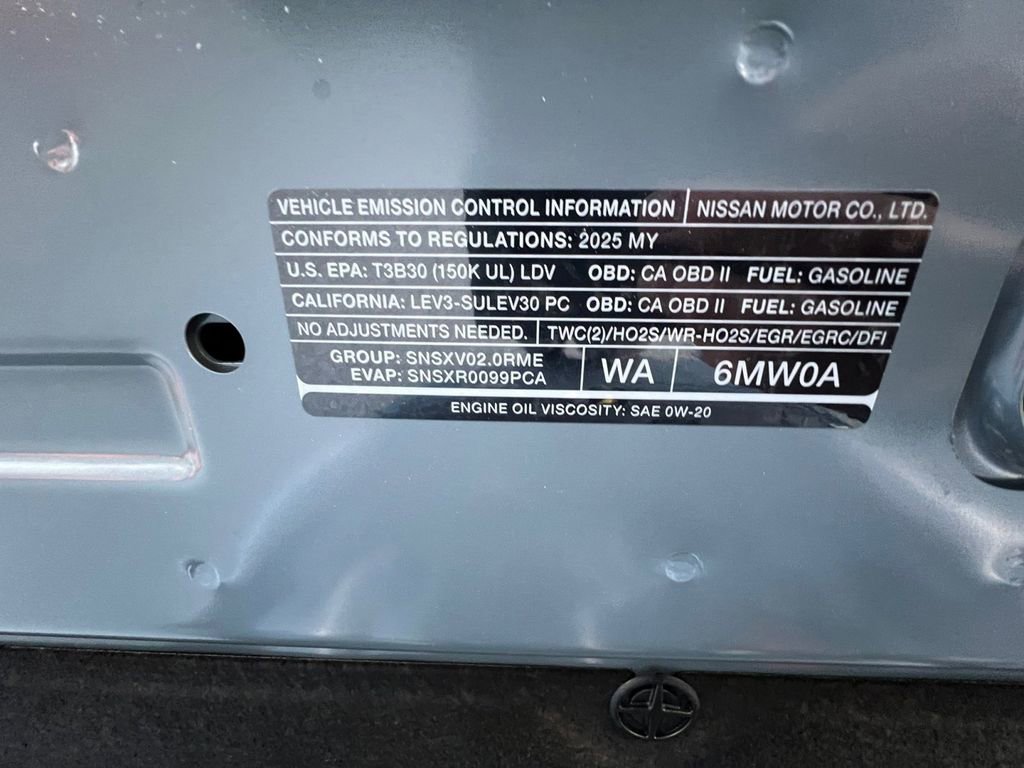 VEHICLE EMISSION CONTROL INFORMATION NISSAN MOTOR CO., LTD.
CONFORMS TO REGULATIONS: 2025 MY
U.S. EPA: T3B30 (150K UL) LDV OBD: CA OBD II FUEL: GASOLINE
CALIFORNIA: LEV3-SULEV30 PC OBD: CA OBD II FUEL: GASOLINE
NO ADJUSTMENTS NEEDED. TWC(2)/HO2S/WR-HO2S/EGR/EGRC/DFI
GROUP: SNSXV02.0RME
EVAP: SNSXR0099PCA
WA 6MW0A
ENGINE OIL VISCOSITY: SAE 0W-20